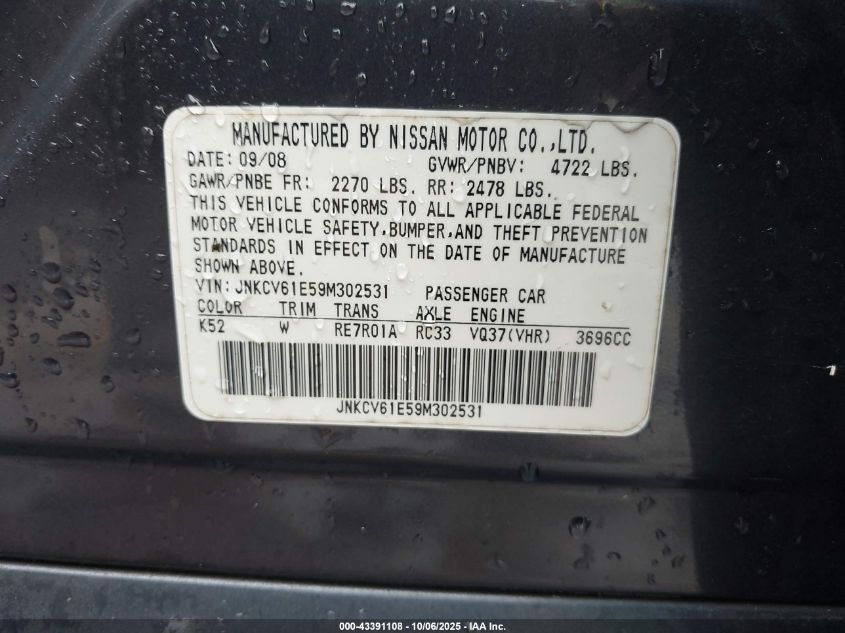 MANUFACTURED BY NISSAN MOTOR CO.,LTD.
DATE: 09/08 GVWR/PNBV: 4722 LBS.
GAWR/PNBE FR: 2270 LBS. RR: 2478 LBS.
THIS VEHICLE CONFORMS TO ALL APPLICABLE FEDERAL
MOTOR VEHICLE SAFETY,BUMPER,AND THEFT PREVENTION
STANDARDS IN EFFECT ON THE DATE OF MANUFACTURE
SHOWN ABOVE.
VIN:JNKCV61E59M302531 PASSENGER CAR
COLOR TRIM TRANS AXLE ENGINE
K52 W RE7R01A RC33 VQ37(VHR) 3696CC
JNKCV61E59M302531
000-43391108 - 10/06/2025 - IAA Inc.